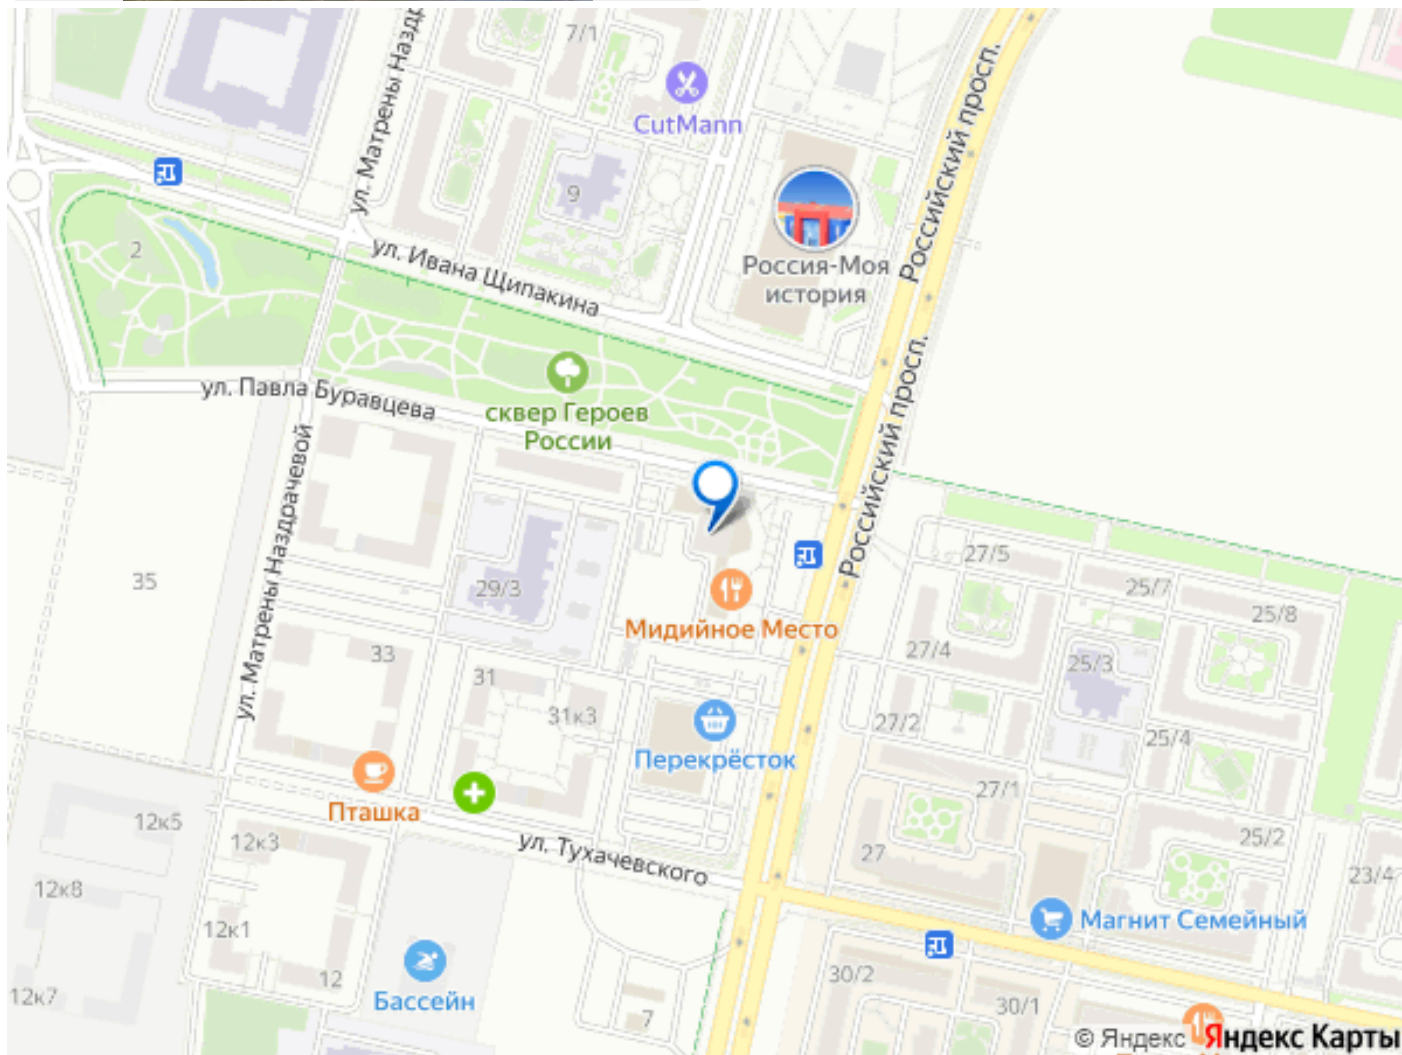 7/1
CutMann
ул. Матрены Назд
Российский просп.
9
2
ул. Ивана Щипакина
Россия-Моя
история
Российский просп.
ул. Павла Буравцева
сквер Героев
России
ул. Матрены Наздрачевой
35
29/3
27/5
25/7
25/8
Мидийное Место
33
31
27/4
25/3
31к3
27/2
25/4
Перекрёсток
Пташка
27/1
12к5
12к3
ул. Тухачевского
27
25/2
12к8
23/4
12к1
Магнит Семейный
12
30/2
Бассейн
12к7
7
30/1
© Яндекс Яндекс Карты